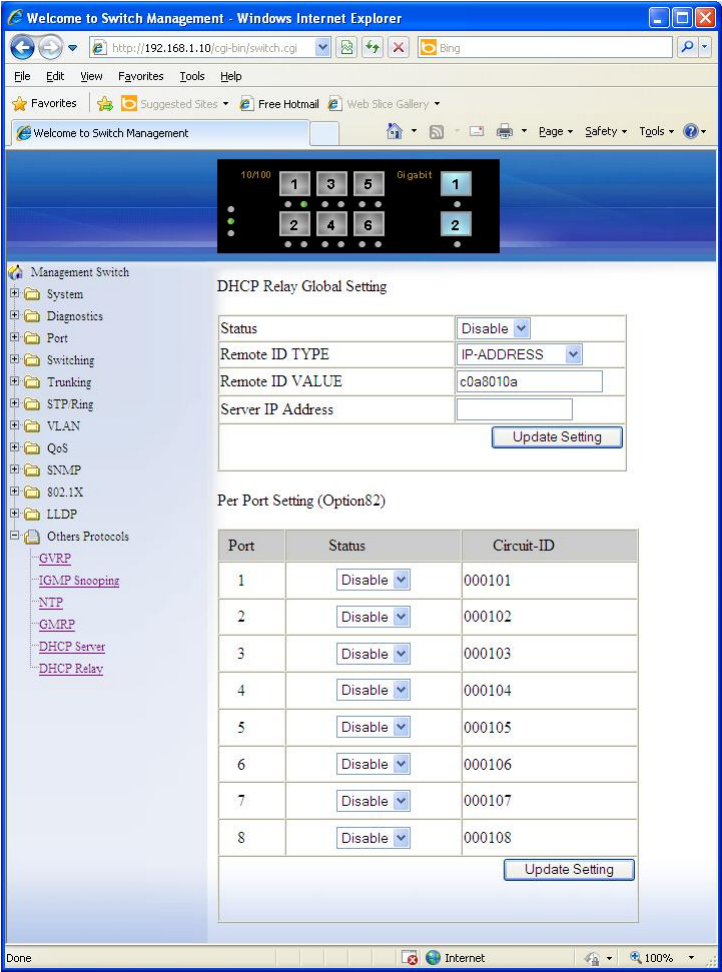 Welcome to Switch Management - Windows Internet Explorer
http://192.168.1.10/cgi-bin/switch.cgi
Bing
File Edit View Favorites Tools Help
Favorites Suggested Sites Free Hotmail Web Slice Gallery
Welcome to Switch Management
Page Safety Tools
10/100 1 3 5 Gigabit 1
2 4 6 2
Management Switch
System
Diagnostics
Port
Switching
Trunking
STP/Ring
VLAN
QoS
SNMP
802.1X
LLDP
Others Protocols
GVRP
IGMP Snooping
NTP
GMRP
DHCP Server
DHCP Relay
DHCP Relay Global Setting
Status Disable
Remote ID TYPE IP-ADDRESS
Remote ID VALUE c0a8010a
Server IP Address
Update Setting
Per Port Setting (Option82)
Port Status Circuit-ID
1 Disable 000101
2 Disable 000102
3 Disable 000103
4 Disable 000104
5 Disable 000105
6 Disable 000106
7 Disable 000107
8 Disable 000108
Update Setting
Done Internet 100%